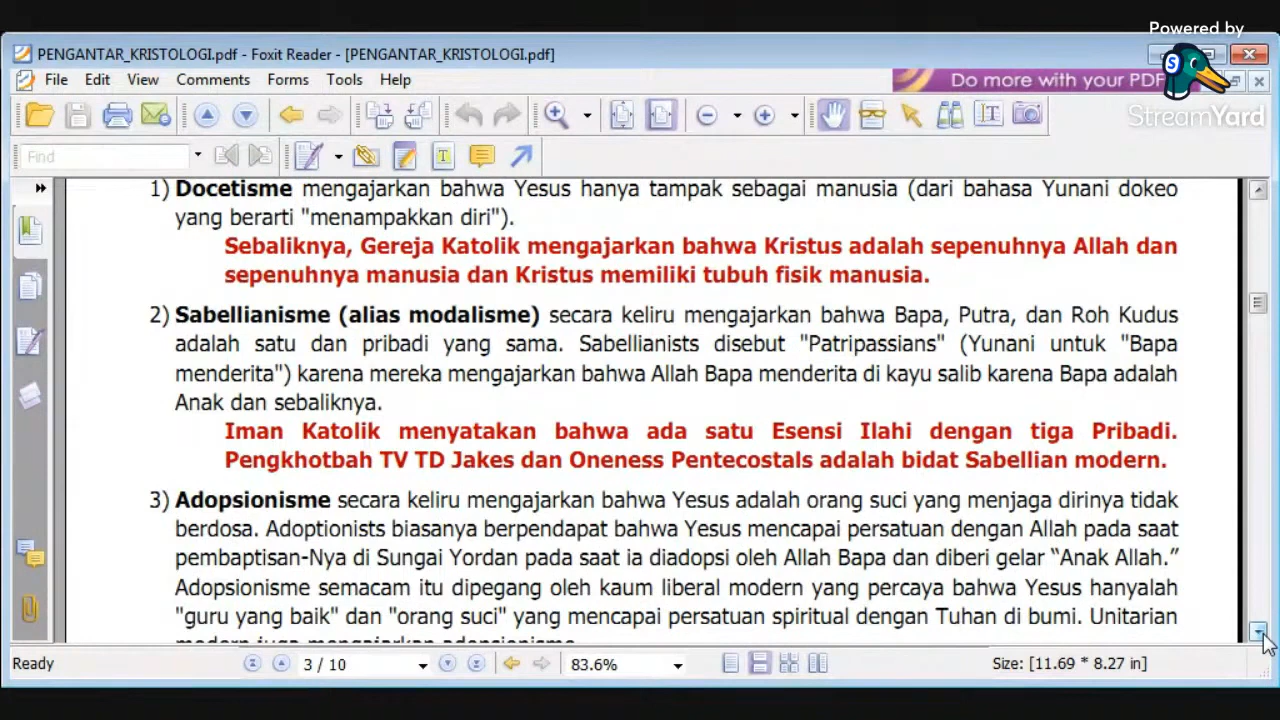 Powered by
PENGANTAR_KRISTOLOGI.pdf - Foxit Reader - [PENGANTAR_KRISTOLOGI.pdf]
File Edit View Comments Forms Tools Help
Do more with your PDF
StreamYard
Find
1) Docetisme mengajarkan bahwa Yesus hanya tampak sebagai manusia (dari bahasa Yunani dokeo
yang berarti "menampakkan diri").
Sebaliknya, Gereja Katolik mengajarkan bahwa Kristus adalah sepenuhnya Allah dan
sepenuhnya manusia dan Kristus memiliki tubuh fisik manusia.
2) Sabellianisme (alias modalisme) secara keliru mengajarkan bahwa Bapa, Putra, dan Roh Kudus
adalah satu dan pribadi yang sama. Sabellianists disebut "Patripassians" (Yunani untuk "Bapa
menderita") karena mereka mengajarkan bahwa Allah Bapa menderita di kayu salib karena Bapa adalah
Anak dan sebaliknya.
Iman Katolik menyatakan bahwa ada satu Esensi Ilahi dengan tiga Pribadi.
Pengkhotbah TV TD Jakes dan Oneness Pentecostals adalah bidat Sabellian modern.
3) Adopsionisme secara keliru mengajarkan bahwa Yesus adalah orang suci yang menjaga dirinya tidak
berdosa. Adoptionists biasanya berpendapat bahwa Yesus mencapai persatuan dengan Allah pada saat
pembaptisan-Nya di Sungai Yordan pada saat ia diadopsi oleh Allah Bapa dan diberi gelar “Anak Allah.”
Adopsionisme semacam itu dipegang oleh kaum liberal modern yang percaya bahwa Yesus hanyalah
"guru yang baik" dan "orang suci" yang mencapai persatuan spiritual dengan Tuhan di bumi. Unitarian
modern juga mengajarkan adopsionisme.
Ready 3 / 10 83.6% Size: [11.69 * 8.27 in]